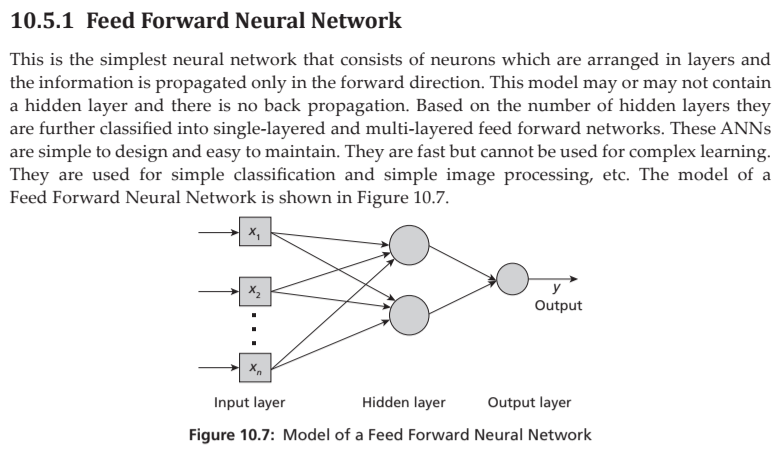 10.5.1 Feed Forward Neural Network
This is the simplest neural network that consists of neurons which are arranged in layers and
the information is propagated only in the forward direction. This model may or may not contain
a hidden layer and there is no back propagation. Based on the number of hidden layers they
are further classified into single-layered and multi-layered feed forward networks. These ANNs
are simple to design and easy to maintain. They are fast but cannot be used for complex learning.
They are used for simple classification and simple image processing, etc. The model of a
Feed Forward Neural Network is shown in Figure 10.7.
x₁
x₂
xₙ
y
Output
Input layer Hidden layer Output layer
Figure 10.7: Model of a Feed Forward Neural Network